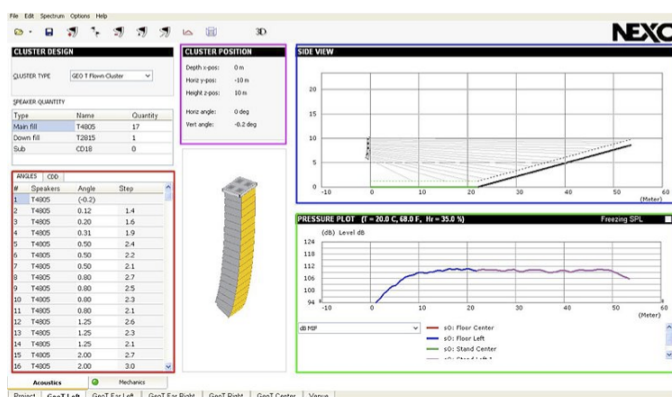 File Edit Spectrum Options Help
3D
NEXO
CLUSTER DESIGN
CLUSTER TYPE GEO T Flown Cluster
SPEAKER QUANTITY
Type Name Quantity
Main fill T4805 17
Down fill T2815 1
Sub CD18 0
ANGLES CDD
# Speakers Angle Step
1 T4805 (-0.2)
2 T4805 0.12 1.4
3 T4805 0.20 1.6
4 T4805 0.31 1.9
5 T4805 0.50 2.4
6 T4805 0.50 2.2
7 T4805 0.50 2.1
8 T4805 0.80 2.7
9 T4805 0.80 2.5
10 T4805 0.80 2.3
11 T4805 0.80 2.1
12 T4805 1.25 2.6
13 T4805 1.25 2.3
14 T4805 1.25 2.1
15 T4805 2.00 2.7
16 T4805 2.00 3.0
Acoustics Mechanics
Project GeoT Left GeoT Far Left GeoT Far Right GeoT Right GeoT Center Venue
CLUSTER POSITION
Depth x-pos: 0 m
Horiz y-pos: -10 m
Height z-pos: 10 m
Horiz angle: 0 deg
Vert angle: -0.2 deg
SIDE VIEW
20
15
10
5
0
-10 0 10 20 30 40 50 60
(Meter)
PRESSURE PLOT (T = 20.0 C, 68.0 F, Hr = 35.0 %) Freezing SPL
(dB) Level dB
124
118
112
106
100
94
-10 0 10 20 30 40 50 60
(Meter)
dB MSP
s0: Floor Center
s0: Floor Left
s0: Stand Center
s0: Stand Left